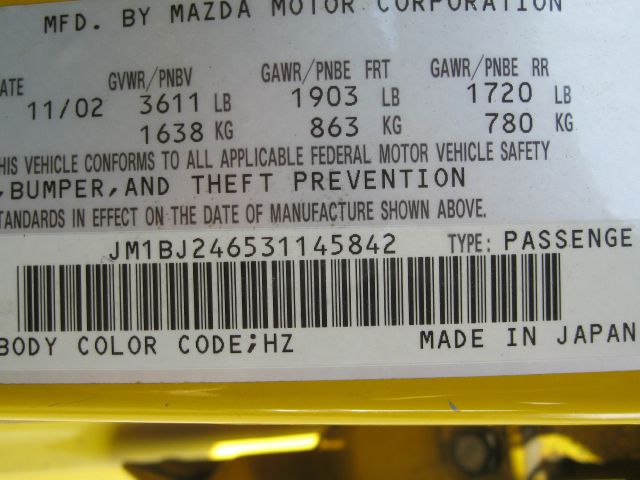 MFD. BY MAZDA MOTOR CORPORATION
ATE GVWR/PNBV GAWR/PNBE FRT GAWR/PNBE RR
11/02 3611 LB 1903 LB 1720 LB
1638 KG 863 KG 780 KG
HIS VEHICLE CONFORMS TO ALL APPLICABLE FEDERAL MOTOR VEHICLE SAFETY
,BUMPER,AND THEFT PREVENTION
STANDARDS IN EFFECT ON THE DATE OF MANUFACTURE SHOWN ABOVE.
JM1BJ246531145842 TYPE: PASSENGE
BODY COLOR CODE;HZ MADE IN JAPAN